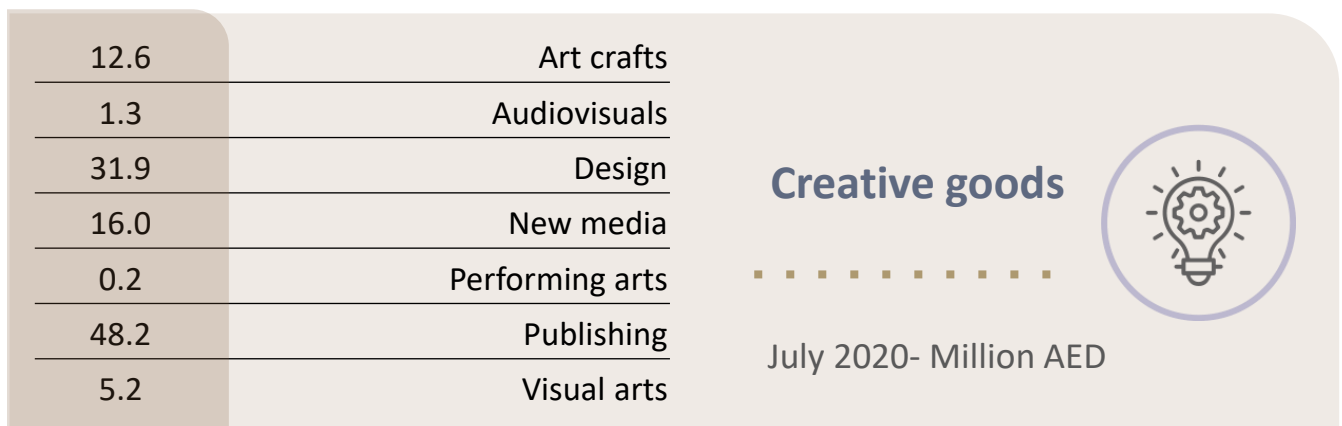 12.6 Art crafts
1.3 Audiovisuals
31.9 Design
16.0 New media
0.2 Performing arts
48.2 Publishing
5.2 Visual arts
Creative goods
July 2020- Million AED